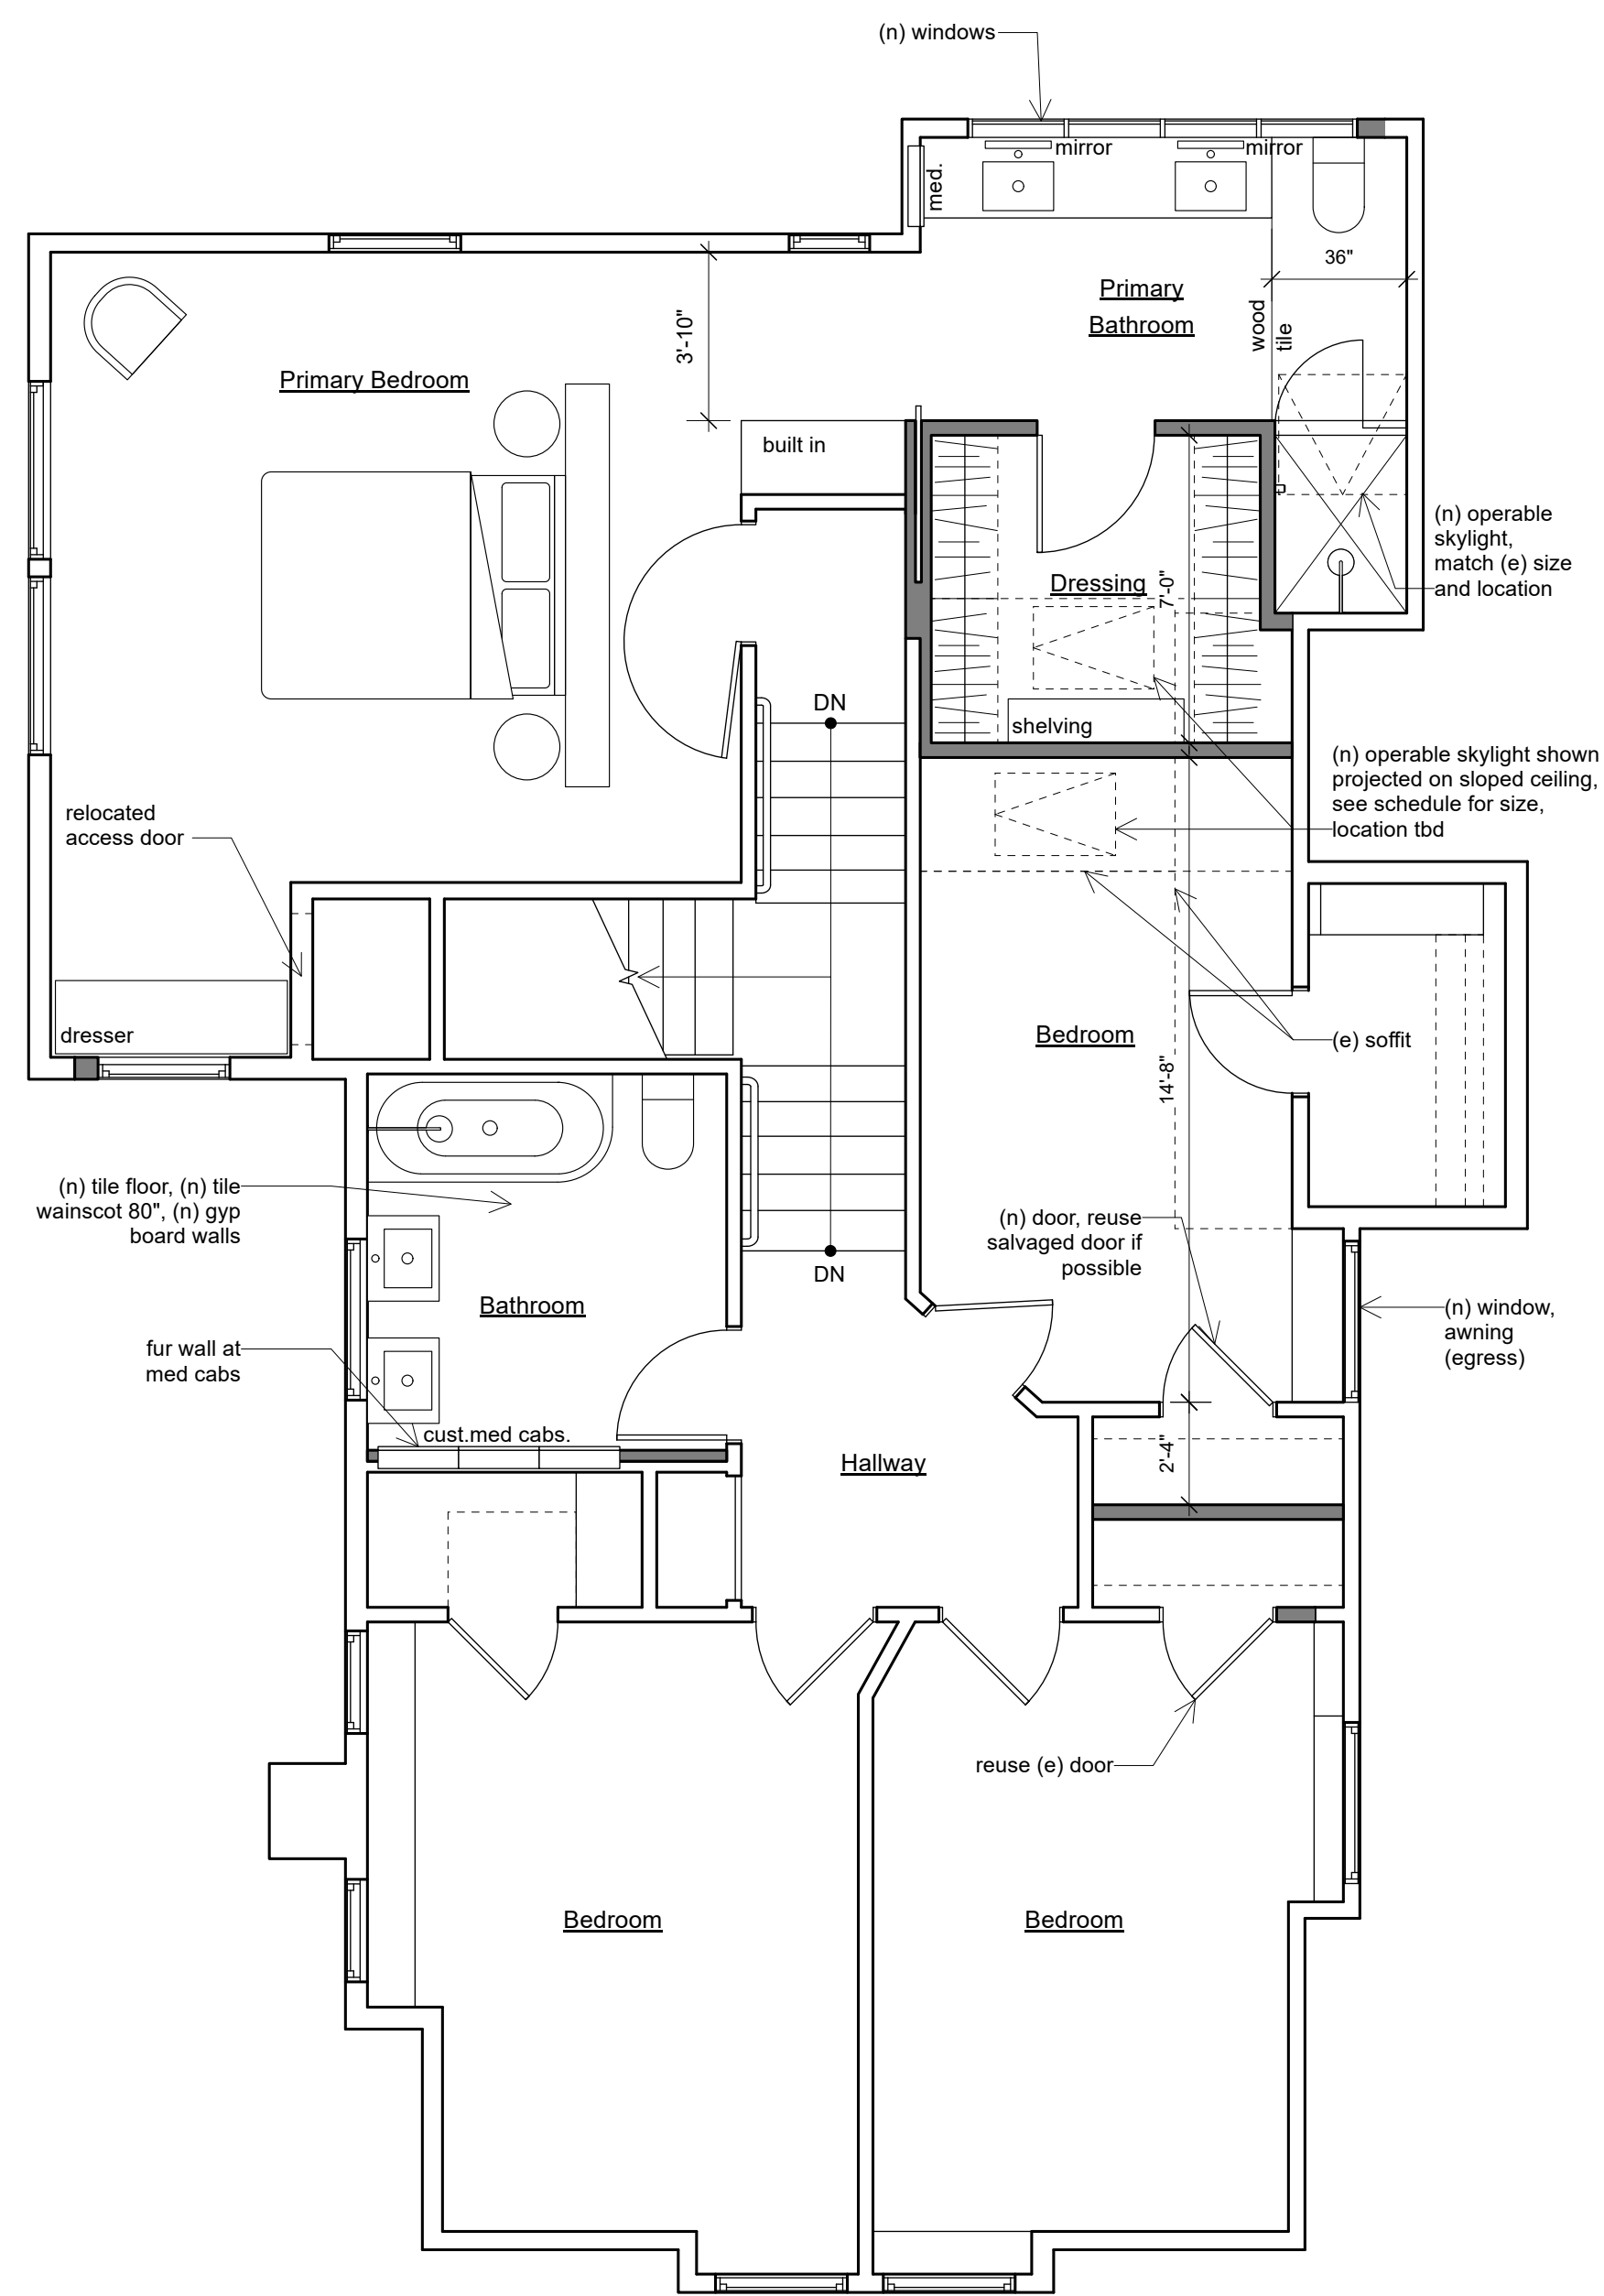 (n) windows
mirror
mirror
med.
36"
Primary
Bathroom
wood
tile
3'-10"
Primary Bedroom
built in
(n) operable
skylight,
match (e) size
and location
Dressing
7'-0"
DN
shelving
(n) operable skylight shown
projected on sloped ceiling,
see schedule for size,
location tbd
relocated
access door
dresser
Bedroom
(e) soffit
14'-8"
(n) tile floor, (n) tile
wainscot 80", (n) gyp
board walls
(n) door, reuse
salvaged door if
possible
DN
Bathroom
(n) window,
awning
(egress)
fur wall at
med cabs
cust.med cabs.
Hallway
2'-4"
reuse (e) door
Bedroom
Bedroom